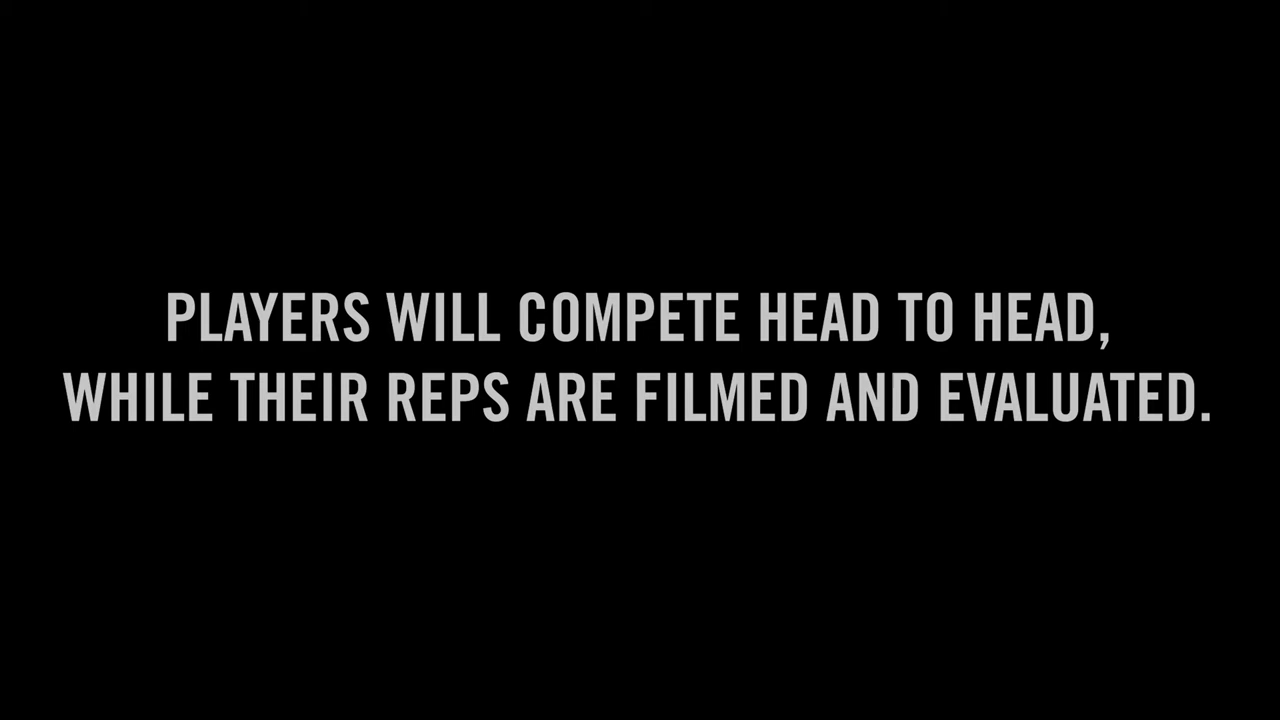 PLAYERS WILL COMPETE HEAD TO HEAD,
WHILE THEIR REPS ARE FILMED AND EVALUATED.